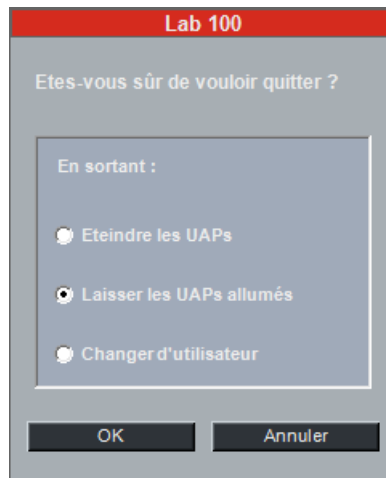 Lab 100
Etes-vous sûr de vouloir quitter ?
En sortant :
Eteindre les UAPs
Laisser les UAPs allumés
Changer d'utilisateur
OK
Annuler